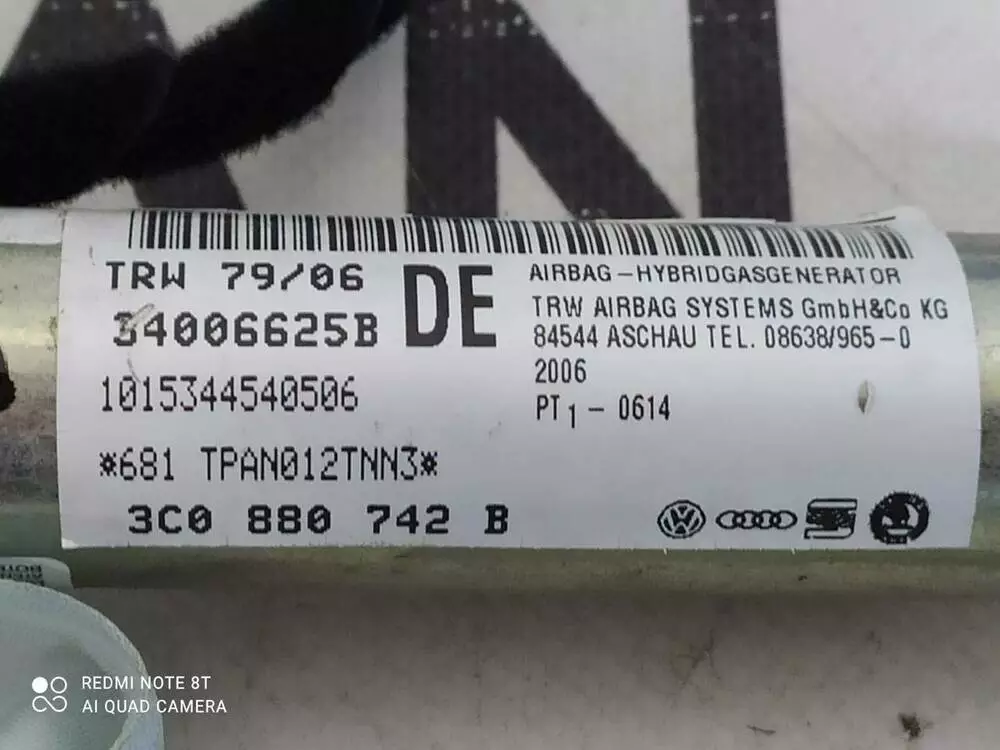 TRW 79/06
34006625B
DE
1015344540506
*681 TPAN012TNN3*
3C0 880 742 B
AIRBAG-HYBRIDGASGENERATOR
TRW AIRBAG SYSTEMS GmbH&Co KG
84544 ASCHAU TEL. 08638/965-0
2006
PT1 - 0614
REDMI NOTE 8T
AI QUAD CAMERA